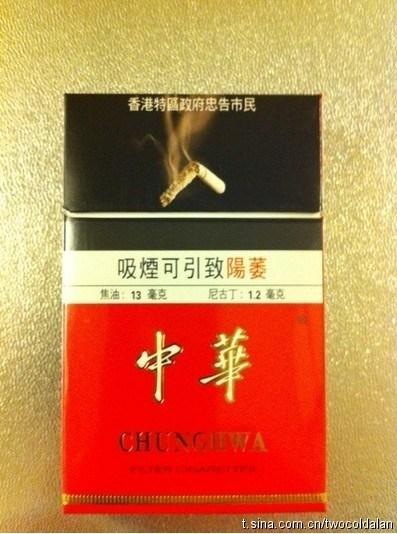 香港特區政府忠告市民
吸煙可引致陽萎
焦油: 13 毫克 尼古丁: 1.2 毫克
中華
CHUNGHWA
FILTER CIGARETTES
t.sina.com.cn/twocoldalan